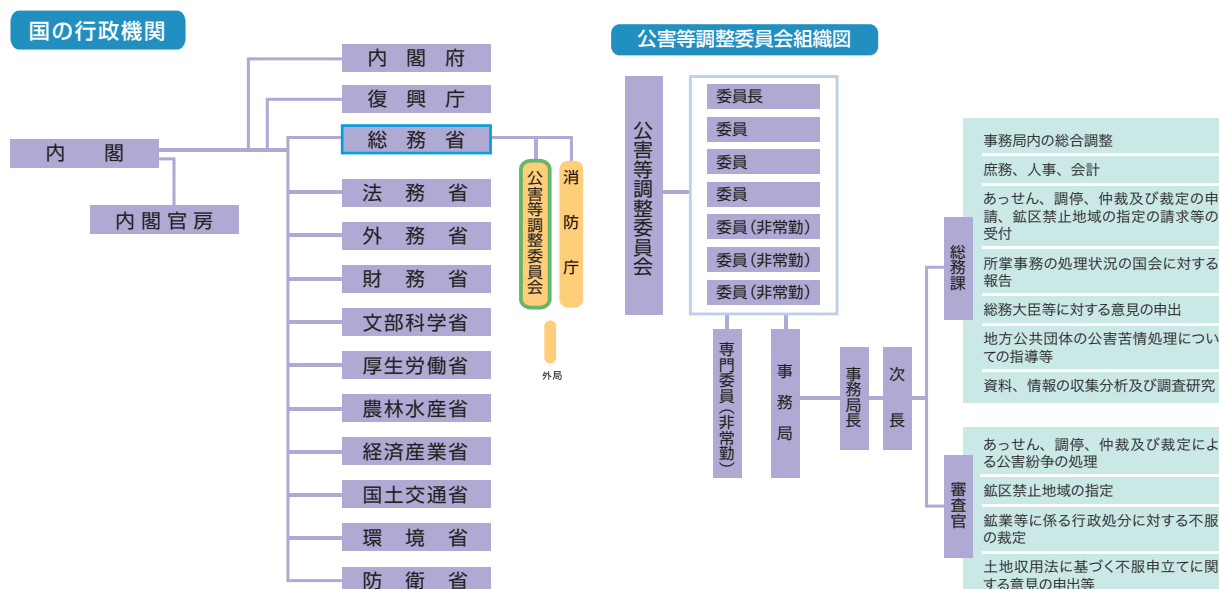 国の行政機関
内閣府
復興庁
総務省
内閣
内閣官房
法務省
外務省
財務省
文部科学省
厚生労働省
農林水産省
経済産業省
国土交通省
環境省
防衛省
公害等調整委員会
消防庁
外局
公害等調整委員会組織図
公害等調整委員会
委員長
委員
委員
委員
委員(非常勤)
委員(非常勤)
委員(非常勤)
専門委員(非常勤)
事務局
事務局長
次長
総務課
事務局内の総合調整
庶務、人事、会計
あっせん、調停、仲裁及び裁定の申
請、鉱区禁止地域の指定の請求等の
受付
所掌事務の処理状況の国会に対する
報告
総務大臣等に対する意見の申出
地方公共団体の公害苦情処理につい
ての指導等
資料、情報の収集分析及び調査研究
審査官
あっせん、調停、仲裁及び裁定によ
る公害紛争の処理
鉱区禁止地域の指定
鉱業等に係る行政処分に対する不服
の裁定
土地収用法に基づく不服申立てに関
する意見の申出等